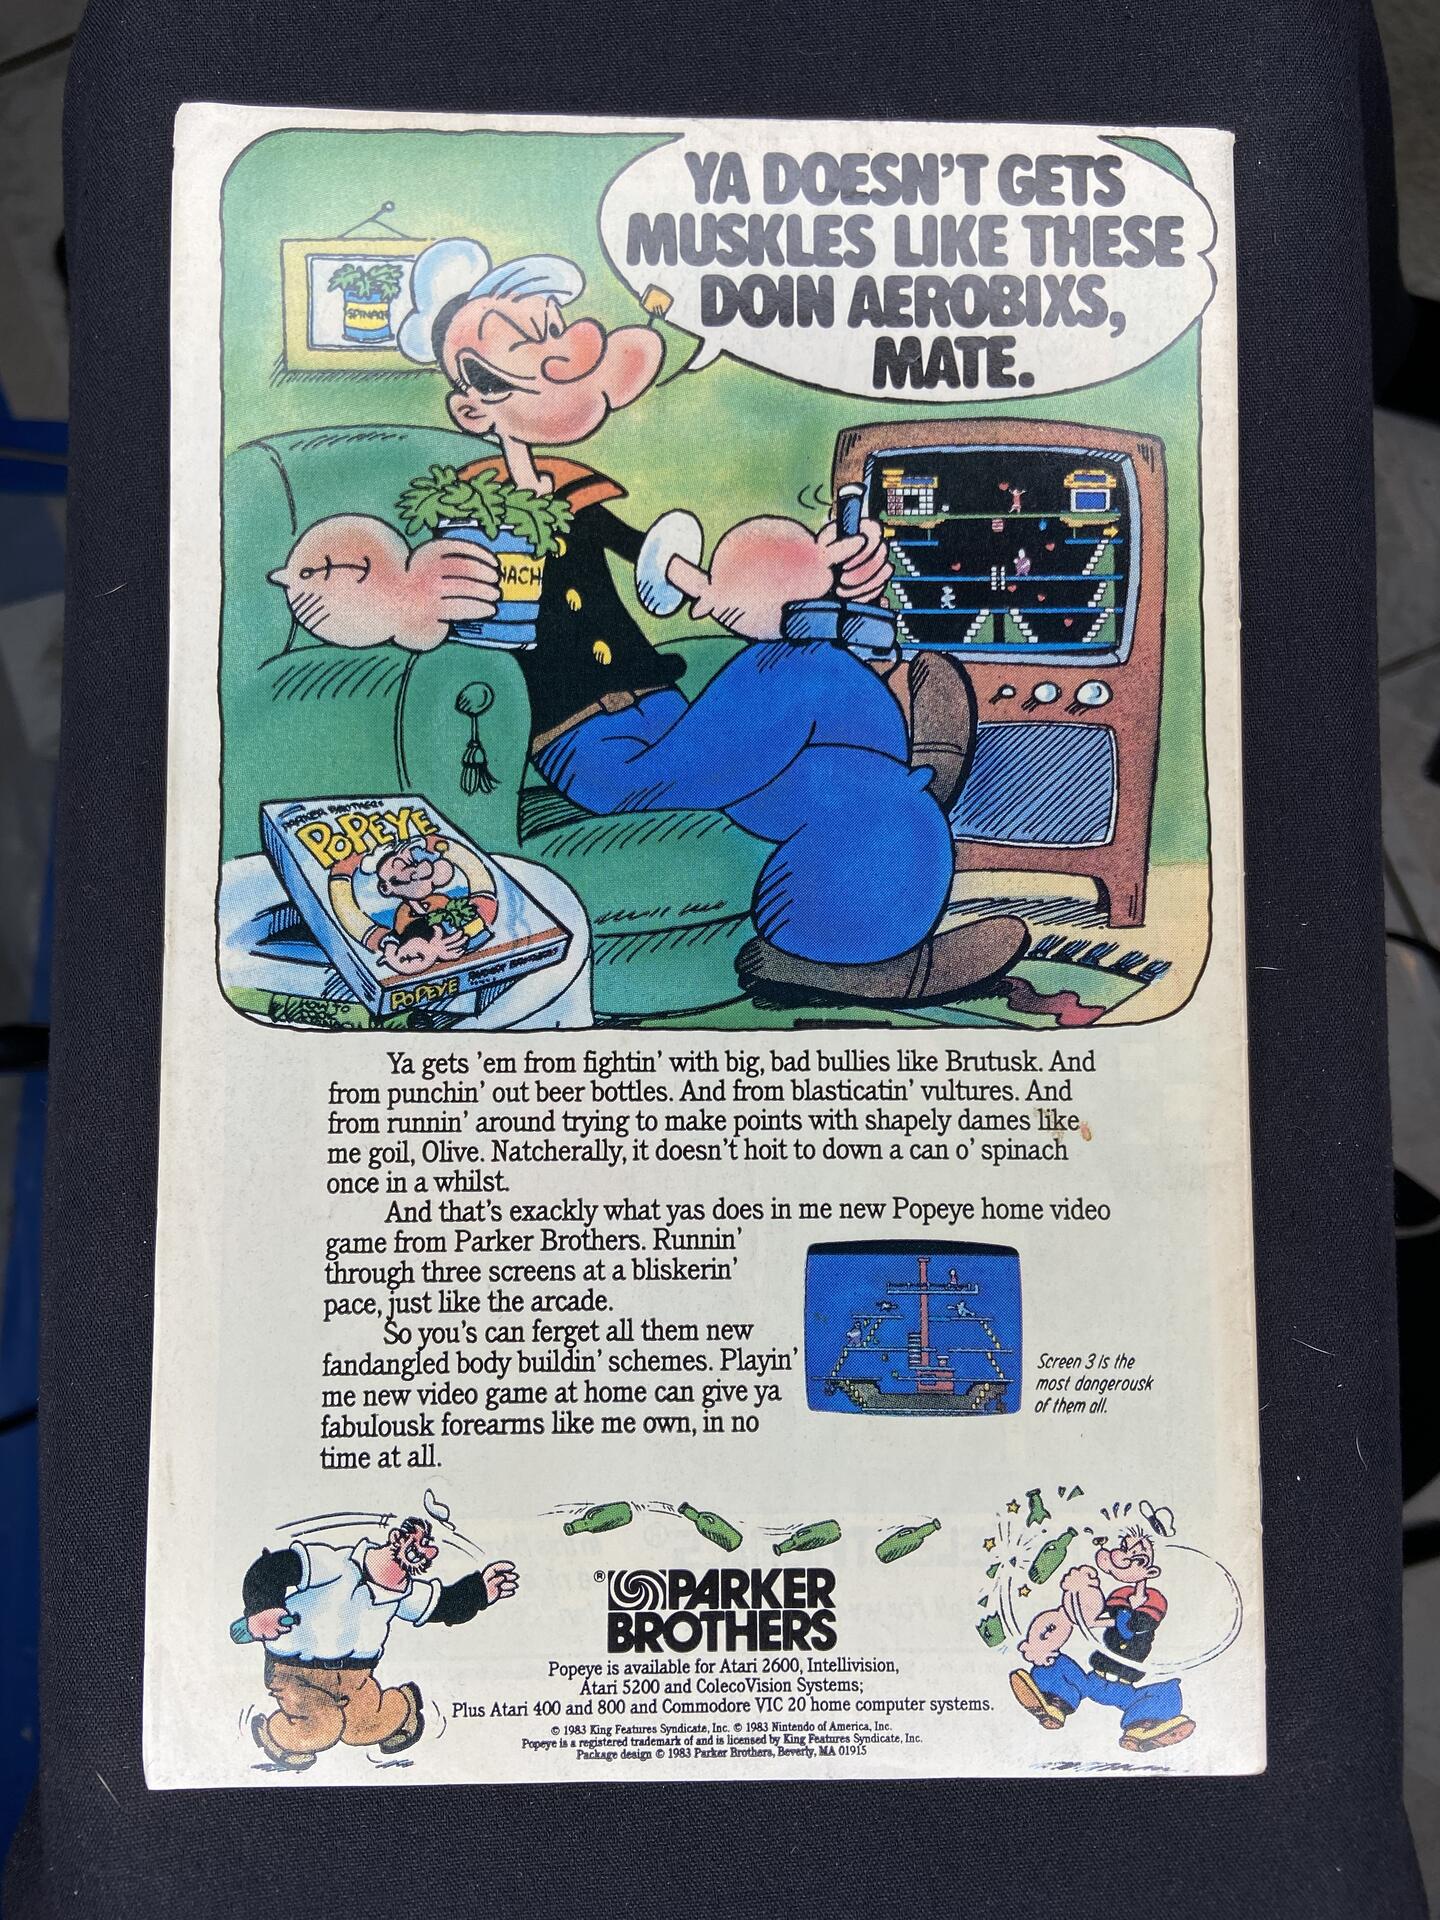 YA DOESN'T GETS
MUSKLES LIKE THESE
DOIN AEROBIXS,
MATE.
SPINACH
NACH
PARKER BROTHERS
POPEYE
POPEYE PARKER BROTHERS
Ya gets 'em from fightin' with big, bad bullies like Brutusk. And
from punchin' out beer bottles. And from blasticatin' vultures. And
from runnin' around trying to make points with shapely dames like
me goil, Olive. Natcherally, it doesn't hoit to down a can o' spinach
once in a whilst.
And that's exackly what yas does in me new Popeye home video
game from Parker Brothers. Runnin'
through three screens at a bliskerin'
pace, just like the arcade.
So you's can ferget all them new
fandangled body buildin' schemes. Playin'
me new video game at home can give ya
fabulousk forearms like me own, in no
time at all.
Screen 3 is the
most dangerousk
of them all.
® PARKER
BROTHERS
Popeye is available for Atari 2600, Intellivision,
Atari 5200 and ColecoVision Systems;
Plus Atari 400 and 800 and Commodore VIC 20 home computer systems.
© 1983 King Features Syndicate, Inc. © 1983 Nintendo of America, Inc.
Popeye is a registered trademark of and is licensed by King Features Syndicate, Inc.
Package design © 1983 Parker Brothers, Beverly, MA 01915